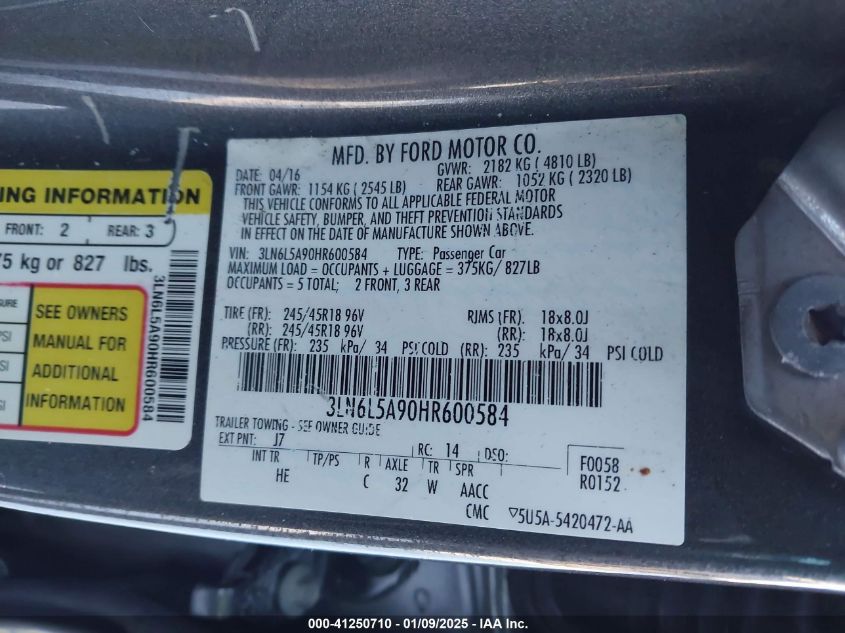 MFD. BY FORD MOTOR CO.
DATE: 04/16 GVWR: 2182 KG ( 4810 LB)
FRONT GAWR: 1154 KG ( 2545 LB) REAR GAWR: 1052 KG ( 2320 LB)
THIS VEHICLE CONFORMS TO ALL APPLICABLE FEDERAL MOTOR
VEHICLE SAFETY, BUMPER, AND THEFT PREVENTION STANDARDS
IN EFFECT ON THE DATE OF MANUFACTURE SHOWN ABOVE.
VIN: 3LN6L5A90HR600584 TYPE: Passenger Car
MAXIMUM LOAD = OCCUPANTS + LUGGAGE = 375KG/ 827LB
OCCUPANTS = 5 TOTAL; 2 FRONT, 3 REAR
TIRE (FR): 245/45R18 96V RIMS (FR): 18x8.0J
(RR): 245/45R18 96V (RR): 18x8.0J
PRESSURE (FR): 235 kPa/ 34 PSI COLD (RR): 235 kPa/ 34 PSI COLD
3LN6L5A90HR600584
TRAILER TOWING - SEE OWNER GUIDE
EXT PNT: J7 RC: 14 DSO:
INT TR TP/PS R AXLE TR SPR
HE C 32 W AACC
CMC
F0058
R0152
▽5U5A-5420472-AA
ING INFORMATION
FRONT: 2 REAR: 3
75 kg or 827 lbs.
SURE
PSI
SI
SI
SEE OWNERS
MANUAL FOR
ADDITIONAL
INFORMATION
3LN6L5A90HR600584
000-41250710 - 01/09/2025 - WWW.IAAI.COM